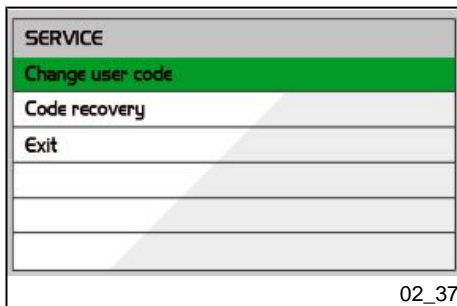 SERVICE
Change user code
Code recovery
Exit
02_37